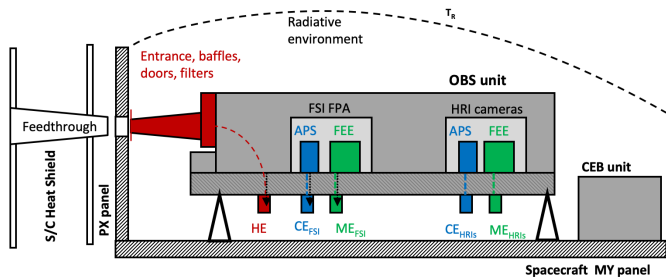 Radiative
environment
T_R
Entrance, baffles,
doors, filters
OBS unit
FSI FPA
HRI cameras
Feedthrough
APS
FEE
APS
FEE
S/C Heat Shield
PX panel
CEB unit
HE
CE_FSI
ME_FSI
CE_HRIs
ME_HRIs
Spacecraft MY panel